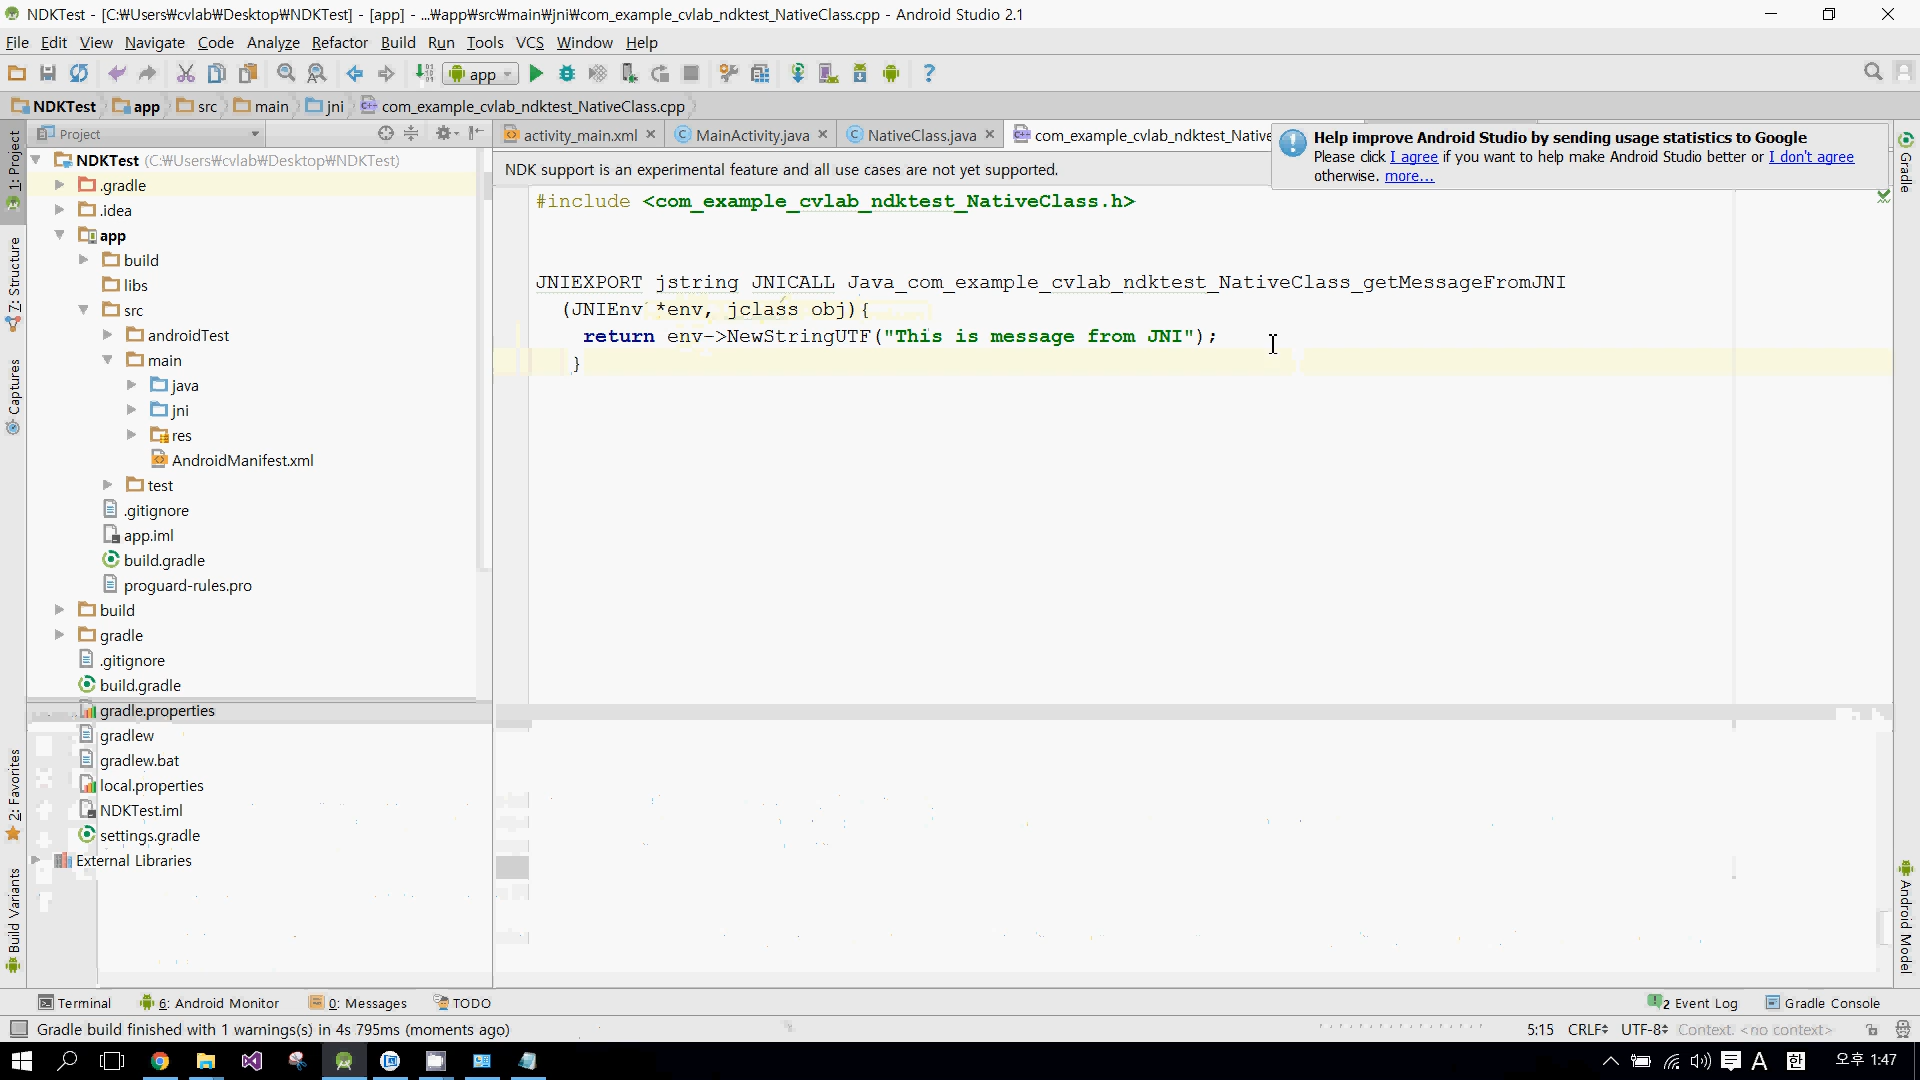 NDKTest - [C:₩Users₩cvlab₩Desktop₩NDKTest] - [app] - ...₩app₩src₩main₩jni₩com_example_cvlab_ndktest_NativeClass.cpp - Android Studio 2.1
File Edit View Navigate Code Analyze Refactor Build Run Tools VCS Window Help
app
NDKTest app src main jni com_example_cvlab_ndktest_NativeClass.cpp
Project
activity_main.xml MainActivity.java NativeClass.java com_example_cvlab_ndktest_Native
Help improve Android Studio by sending usage statistics to Google
Please click I agree if you want to help make Android Studio better or I don't agree
otherwise. more...
NDK support is an experimental feature and all use cases are not yet supported.
1: Project
Z: Structure
Captures
2: Favorites
Build Variants
NDKTest (C:₩Users₩cvlab₩Desktop₩NDKTest)
.gradle
.idea
app
build
libs
src
androidTest
main
java
jni
res
AndroidManifest.xml
test
.gitignore
app.iml
build.gradle
proguard-rules.pro
build
gradle
.gitignore
build.gradle
gradle.properties
gradlew
gradlew.bat
local.properties
NDKTest.iml
settings.gradle
External Libraries
#include <com_example_cvlab_ndktest_NativeClass.h>
JNIEXPORT jstring JNICALL Java_com_example_cvlab_ndktest_NativeClass_getMessageFromJNI
(JNIEnv *env, jclass obj){
return env->NewStringUTF("This is message from JNI");
}
Gradle
Android Model
Terminal 6: Android Monitor 0: Messages TODO 2 Event Log Gradle Console
Gradle build finished with 1 warnings(s) in 4s 795ms (moments ago) 5:15 CRLF UTF-8 Context: <no context>
A 한 오후 1:47